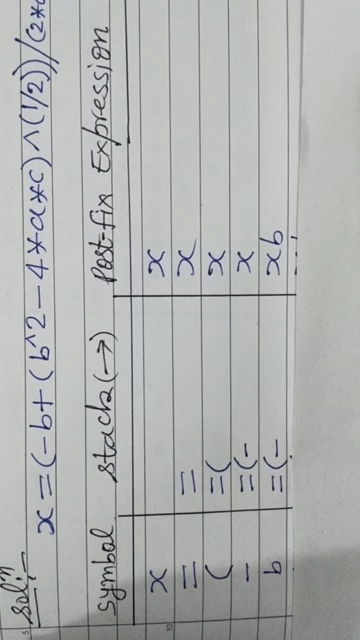 Sol^n:-
x = (-b+(b^2-4*a*c)^(1/2))/(2*a
Symbol stack(→) Post-fix Expression
x x
= = x
( =( x
- =(- x
b =(- xb